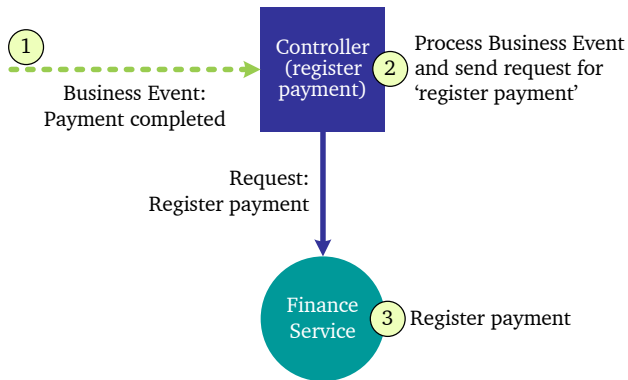 1
Business Event:
Payment completed
Controller
(register
payment)
2
Process Business Event
and send request for
‘register payment’
Request:
Register payment
Finance
Service
3
Register payment